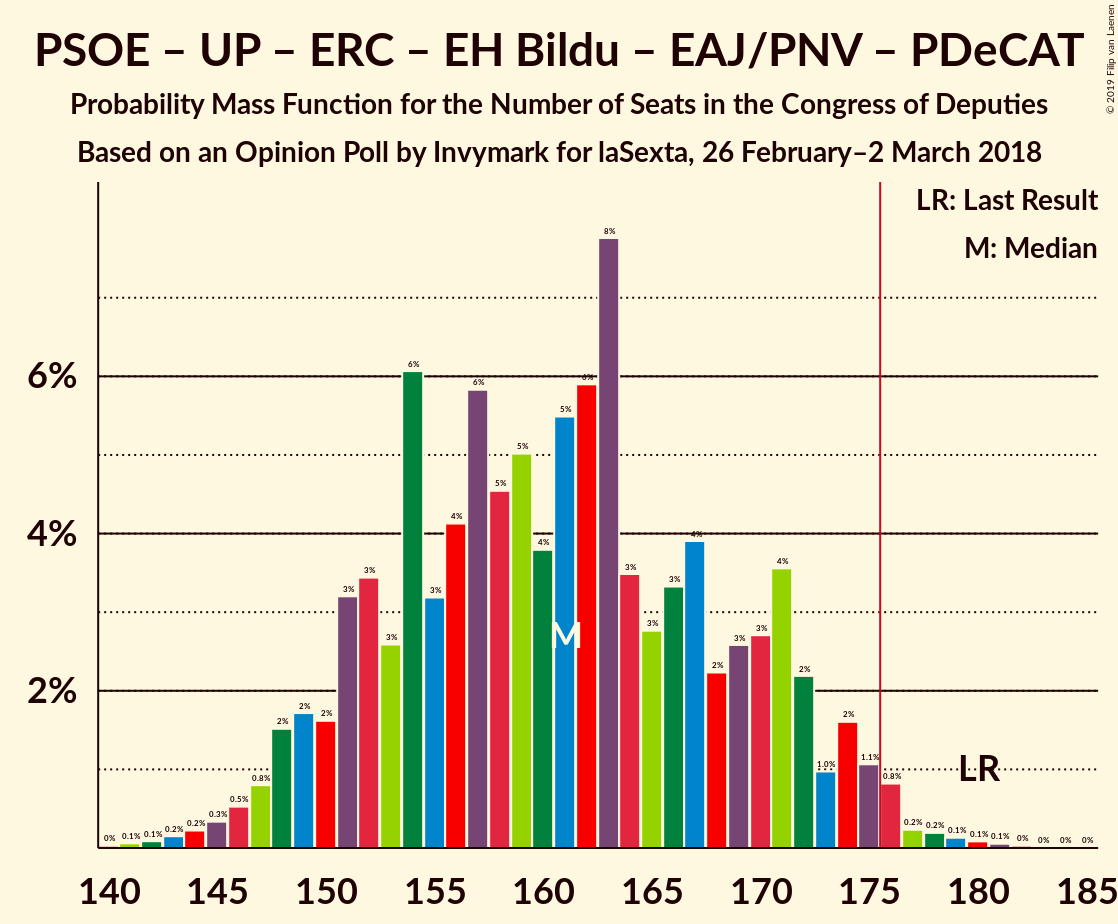 PSOE – UP – ERC – EH Bildu – EAJ/PNV – PDeCAT
Probability Mass Function for the Number of Seats in the Congress of Deputies
Based on an Opinion Poll by Invymark for laSexta, 26 February–2 March 2018
© 2019 Filip van Laenen
LR: Last Result
M: Median
6%
4%
2%
0% 0.1% 0.1% 0.2% 0.2% 0.3% 0.5% 0.8% 2% 2% 2% 3% 3% 3% 6% 3% 4% 6% 5% 5% 4% 5% 6% 8% 3% 3% 3% 4% 2% 3% 3% 4% 2% 1.0% 2% 1.1% 0.8% 0.2% 0.2% 0.1% 0.1% 0.1% 0% 0% 0% 0%
M
LR
140 145 150 155 160 165 170 175 180 185